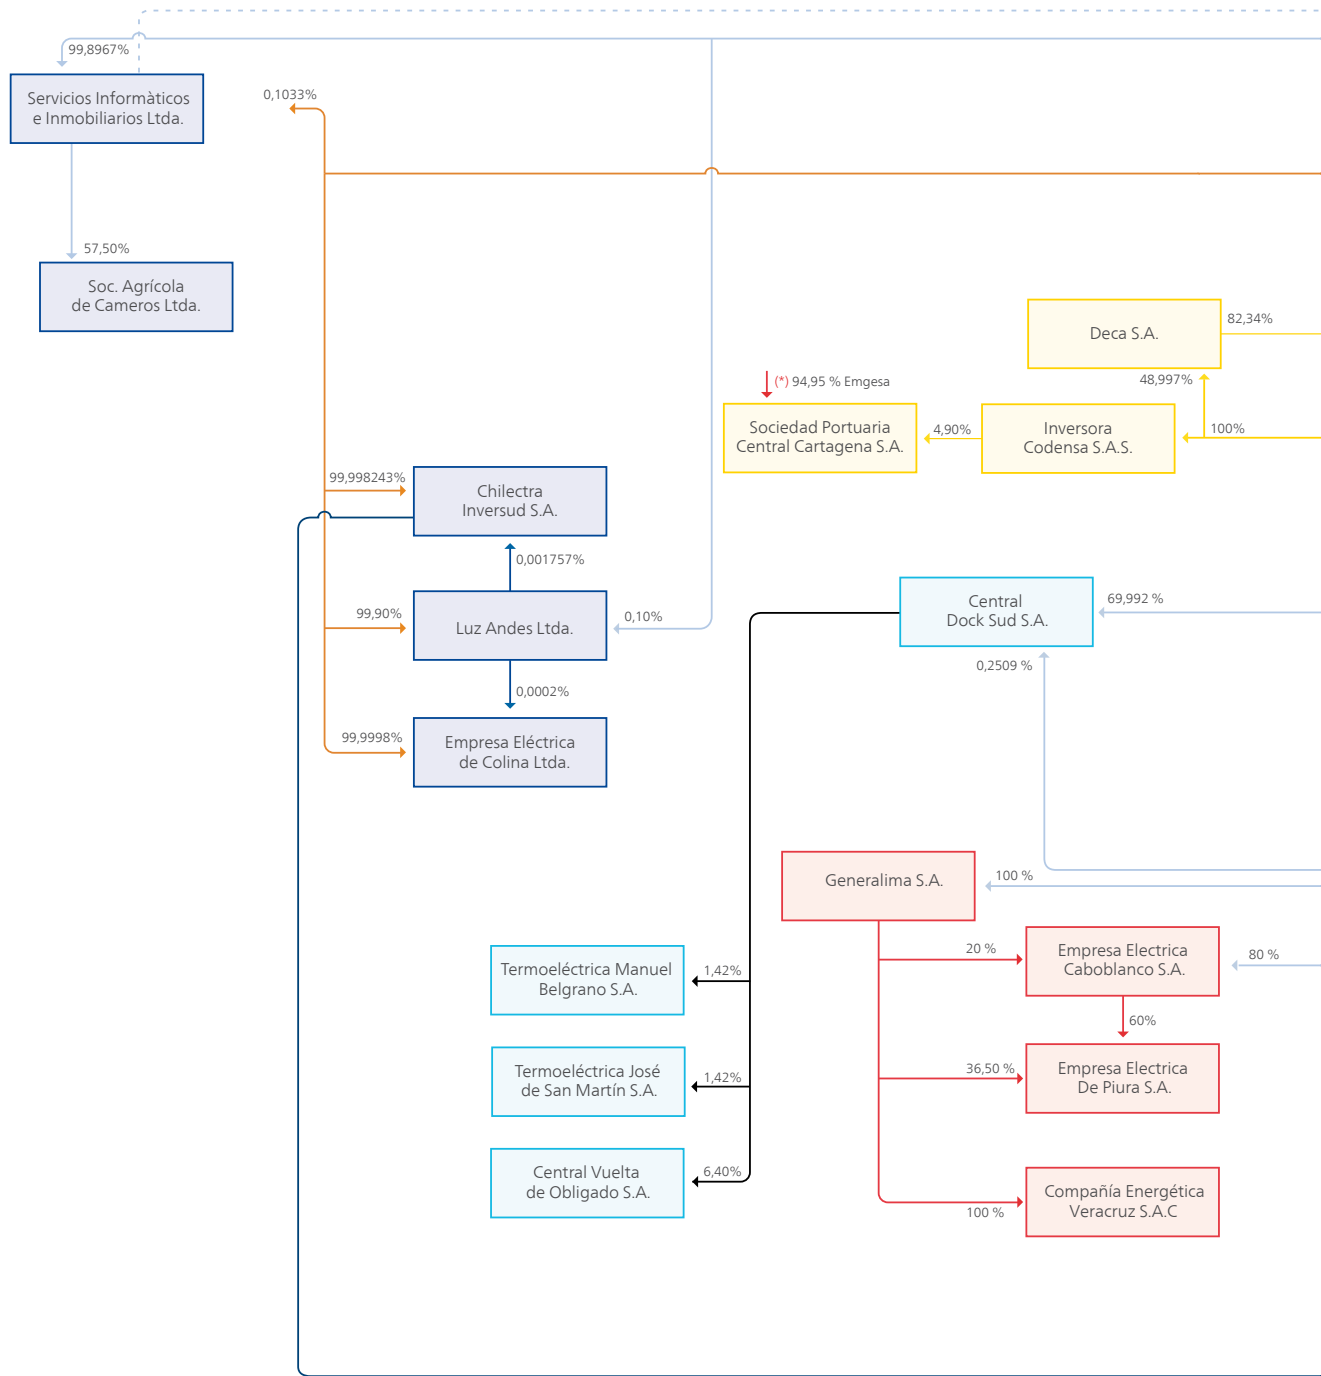 99,8967%
Servicios Informàticos
e Inmobiliarios Ltda.
0,1033%
57,50%
Soc. Agrícola
de Cameros Ltda.
Deca S.A.
82,34%
48,997%
(*) 94,95 % Emgesa
Sociedad Portuaria
Central Cartagena S.A.
4,90%
Inversora
Codensa S.A.S.
100%
99,998243%
Chilectra
Inversud S.A.
0,001757%
99,90%
Luz Andes Ltda.
0,10%
0,0002%
99,9998%
Empresa Eléctrica
de Colina Ltda.
Central
Dock Sud S.A.
69,992 %
0,2509 %
Generalima S.A.
100 %
20 %
Empresa Electrica
Caboblanco S.A.
80 %
60%
36,50 %
Empresa Electrica
De Piura S.A.
100 %
Compañía Energética
Veracruz S.A.C
Termoeléctrica Manuel
Belgrano S.A.
1,42%
Termoeléctrica José
de San Martín S.A.
1,42%
Central Vuelta
de Obligado S.A.
6,40%